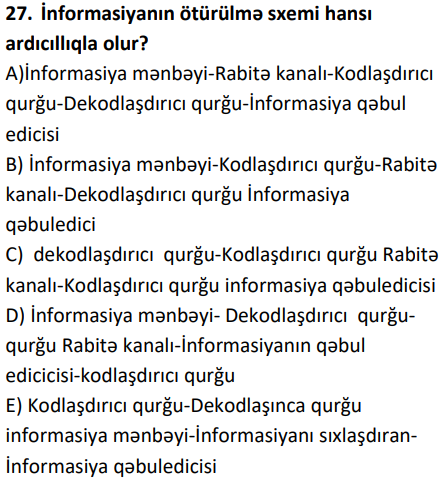 27. İnformasiyanın ötürülmə sxemi hansı
ardıcıllıqla olur?
A)İnformasiya mənbəyi-Rabitə kanalı-Kodlaşdırıcı
qurğu-Dekodlaşdırıcı qurğu-İnformasiya qəbul
edicisi
B) İnformasiya mənbəyi-Kodlaşdırıcı qurğu-Rabitə
kanalı-Dekodlaşdırıcı qurğu İnformasiya
qəbuledici
C) dekodlaşdırıcı qurğu-Kodlaşdırıcı qurğu Rabitə
kanalı-Kodlaşdırıcı qurğu informasiya qəbuledicisi
D) İnformasiya mənbəyi- Dekodlaşdırıcı qurğu-
qurğu Rabitə kanalı-İnformasiyanın qəbul
edicicisi-kodlaşdırıcı qurğu
E) Kodlaşdırıcı qurğu-Dekodlaşınca qurğu
informasiya mənbəyi-İnformasiyanı sıxlaşdıran-
İnformasiya qəbuledicisi